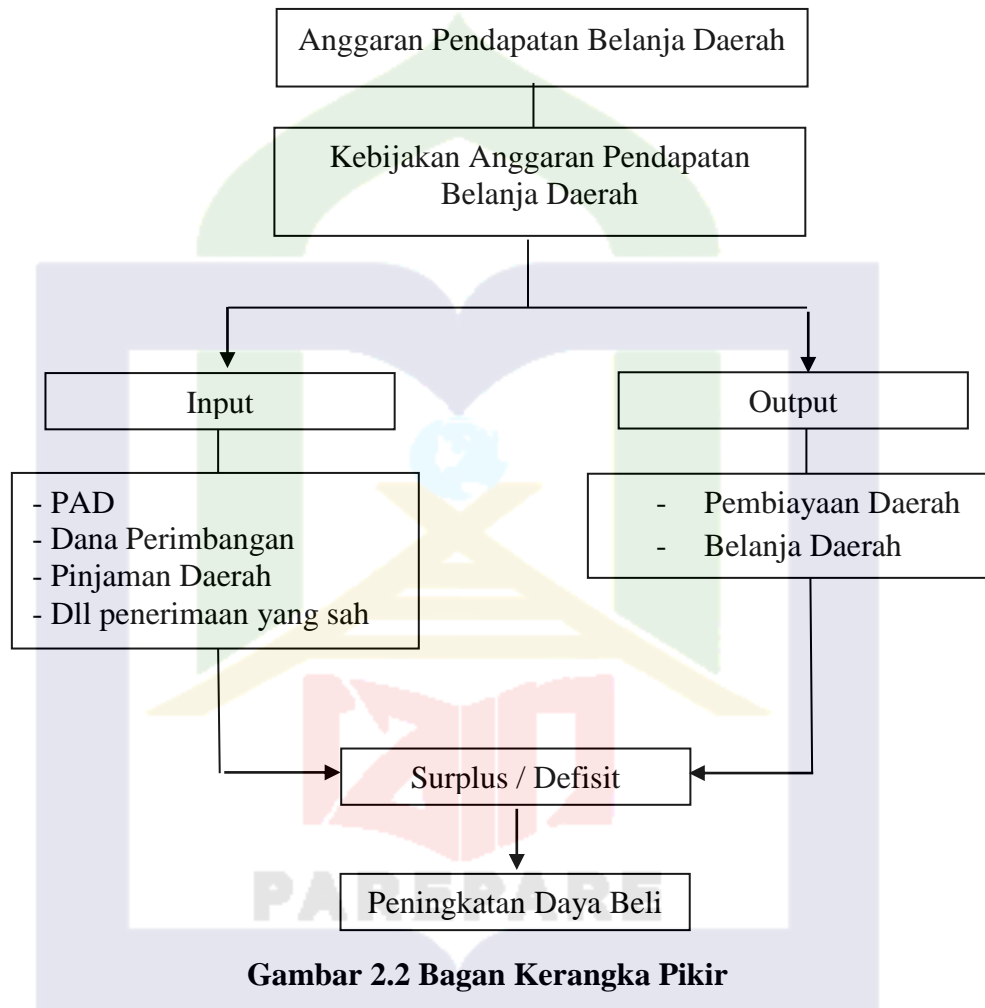 Anggaran Pendapatan Belanja Daerah
Kebijakan Anggaran Pendapatan
Belanja Daerah
Input
Output
- PAD
- Dana Perimbangan
- Pinjaman Daerah
- Dll penerimaan yang sah
- Pembiayaan Daerah
- Belanja Daerah
Surplus / Defisit
Peningkatan Daya Beli
PAREPARE
Gambar 2.2 Bagan Kerangka Pikir